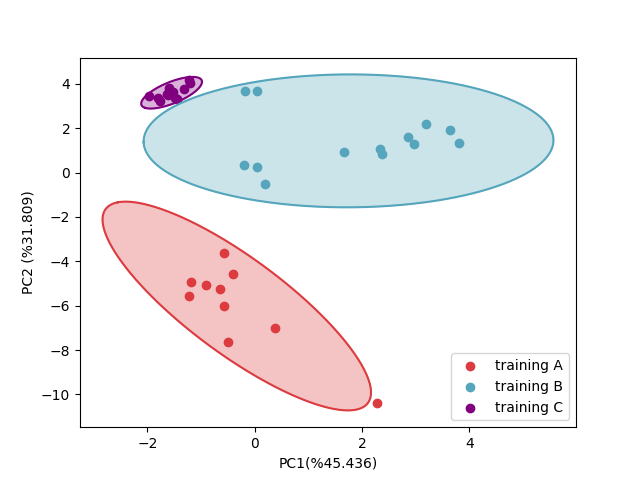 4
2
0
−2
−4
−6
−8
−10
PC2 (%31.809)
−2
0
2
4
PC1(%45.436)
training A
training B
training C